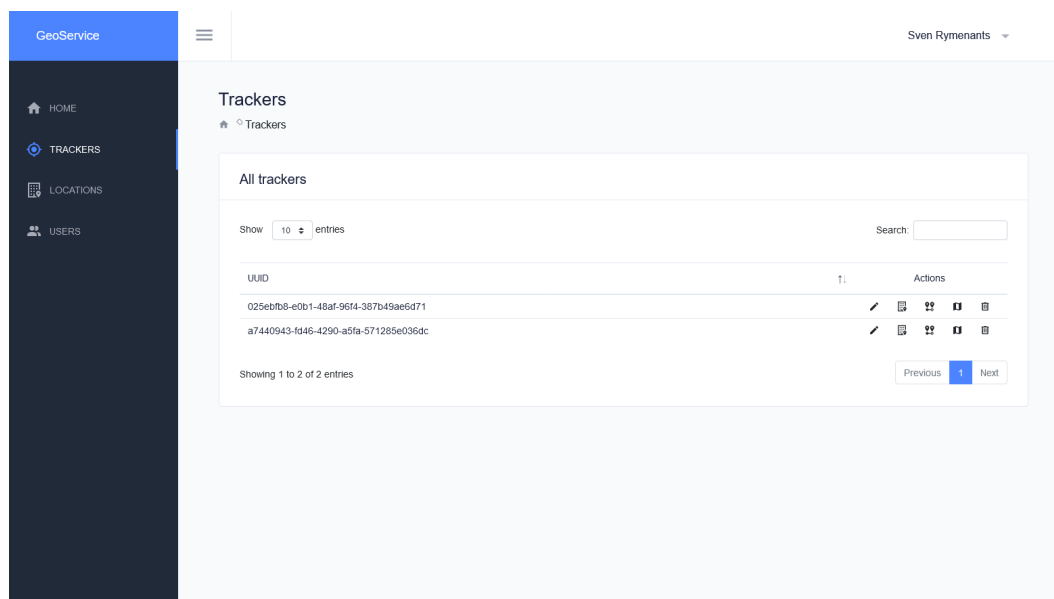 GeoService
Sven Rymenants
HOME
TRACKERS
LOCATIONS
USERS
Trackers
Trackers
All trackers
Show 10 entries
Search:
UUID Actions
025ebfb8-e0b1-48af-96f4-387b49ae6d71
a7440943-fd46-4290-a5fa-571285e036dc
Showing 1 to 2 of 2 entries
Previous 1 Next